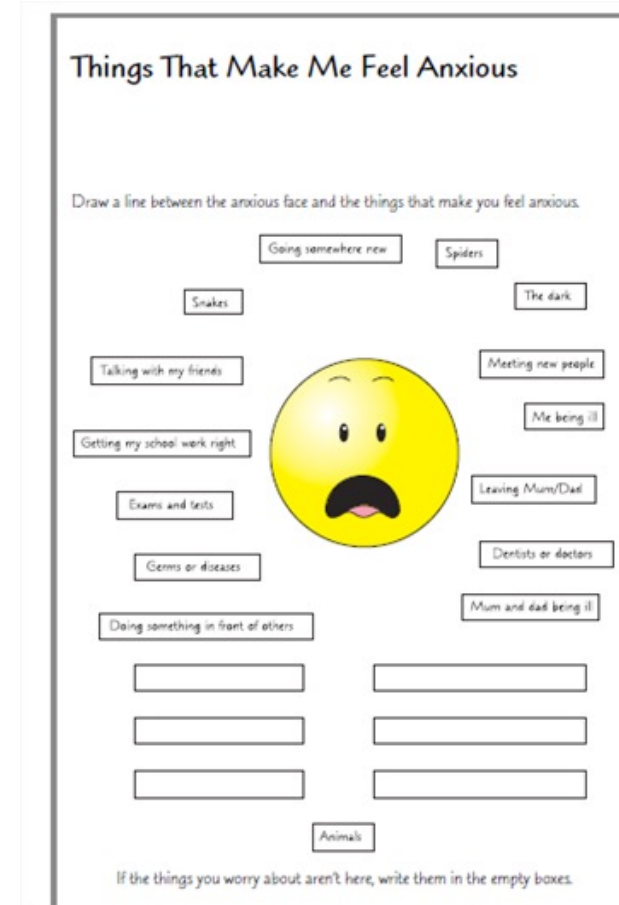 Things That Make Me Feel Anxious
Draw a line between the anxious face and the things that make you feel anxious.
Going somewhere new
Spiders
Snakes
The dark
Talking with my friends
Meeting new people
Me being ill
Getting my school work right
Leaving Mum/Dad
Exams and tests
Dentists or doctors
Germs or diseases
Mum and dad being ill
Doing something in front of others
Animals
If the things you worry about aren't here, write them in the empty boxes.